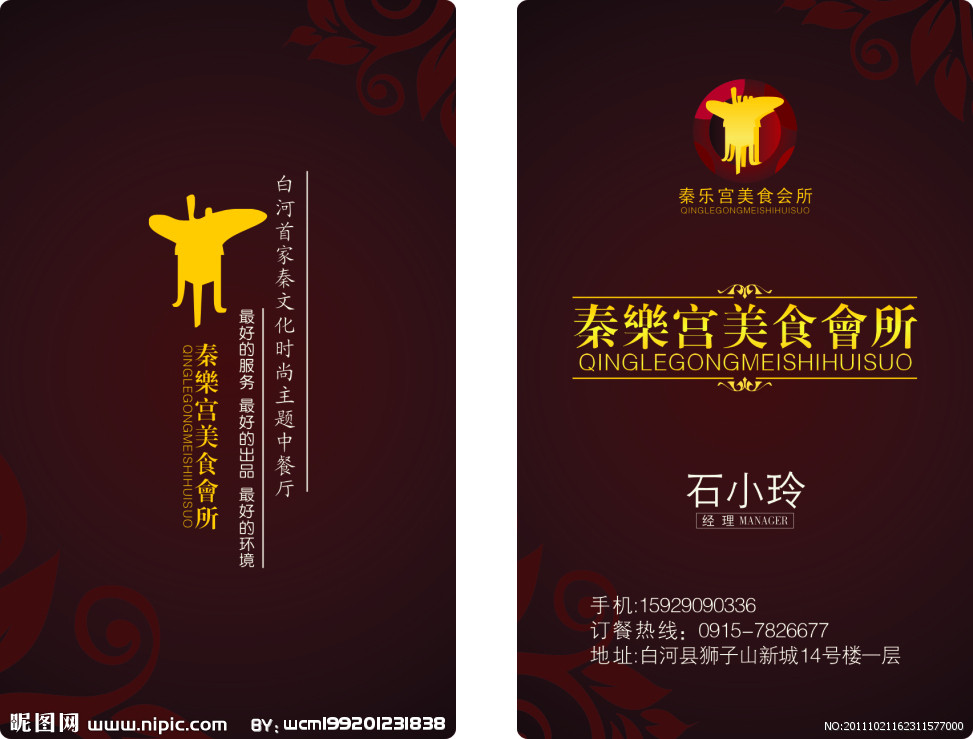 白河首家秦文化时尚主题中餐厅
最好的服务 最好的出品 最好的环境
秦樂宫美食會所
QINGLEGONGMEISHIHUISUO
昵图网 www.nipic.com BY:wcm199201231838
秦乐宫美食会所
QINGLEGONGMEISHIHUISUO
秦樂宫美食會所
QINGLEGONGMEISHIHUISUO
石小玲
经理 MANAGER
手机:15929090336
订餐热线：0915-7826677
地址:白河县狮子山新城14号楼一层
NO:20111021162311577000